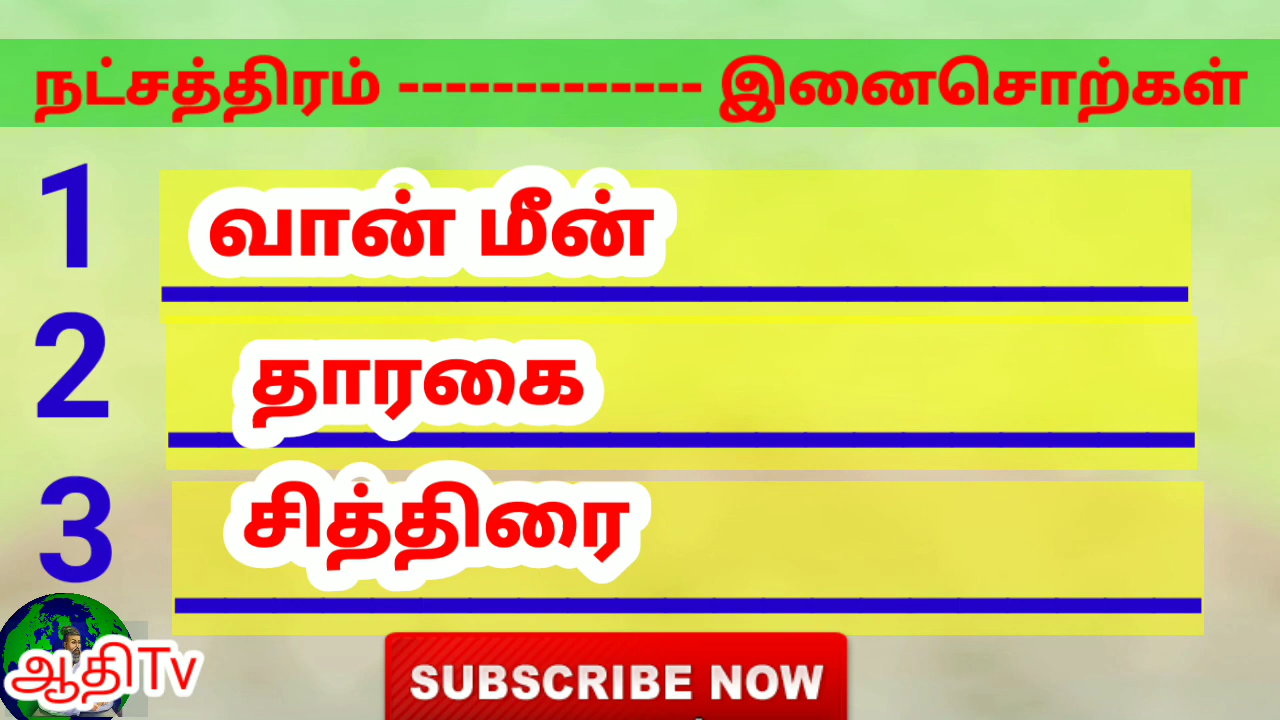 நட்சத்திரம் ------------- இனைசொற்கள்
1 வான் மீன்
2 தாரகை
3 சித்திரை
ஆதிTv
SUBSCRIBE NOW